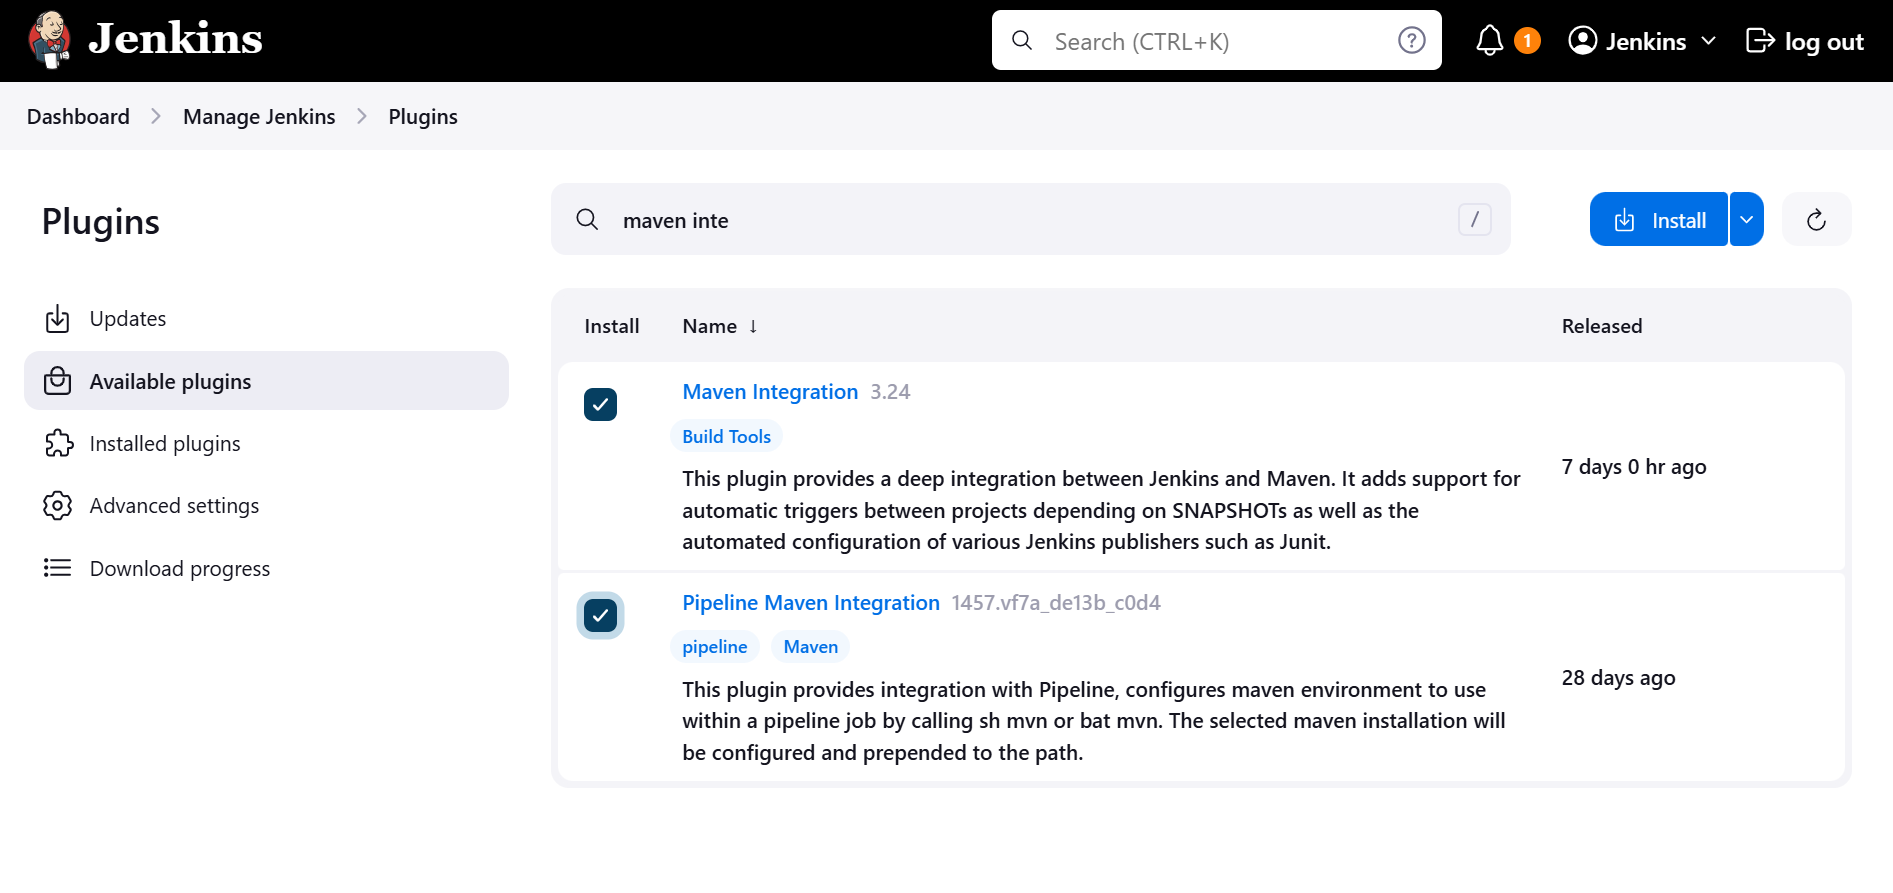 Jenkins
Search (CTRL+K)
?
1
Jenkins
log out
Dashboard
Manage Jenkins
Plugins
Plugins
Updates
Available plugins
Installed plugins
Advanced settings
Download progress
maven inte
/
Install
Install
Name ↓
Released
Maven Integration 3.24
Build Tools
This plugin provides a deep integration between Jenkins and Maven. It adds support for
automatic triggers between projects depending on SNAPSHOTs as well as the
automated configuration of various Jenkins publishers such as Junit.
7 days 0 hr ago
Pipeline Maven Integration 1457.vf7a_de13b_c0d4
pipeline
Maven
This plugin provides integration with Pipeline, configures maven environment to use
within a pipeline job by calling sh mvn or bat mvn. The selected maven installation will
be configured and prepended to the path.
28 days ago